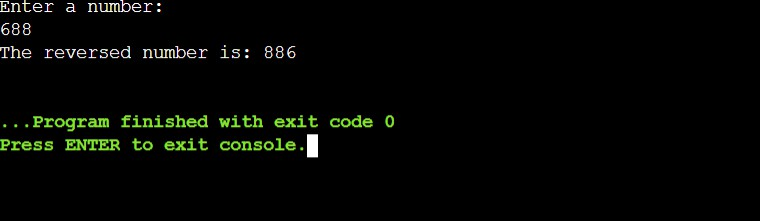 Enter a number:
688
The reversed number is: 886
...Program finished with exit code 0
Press ENTER to exit console.